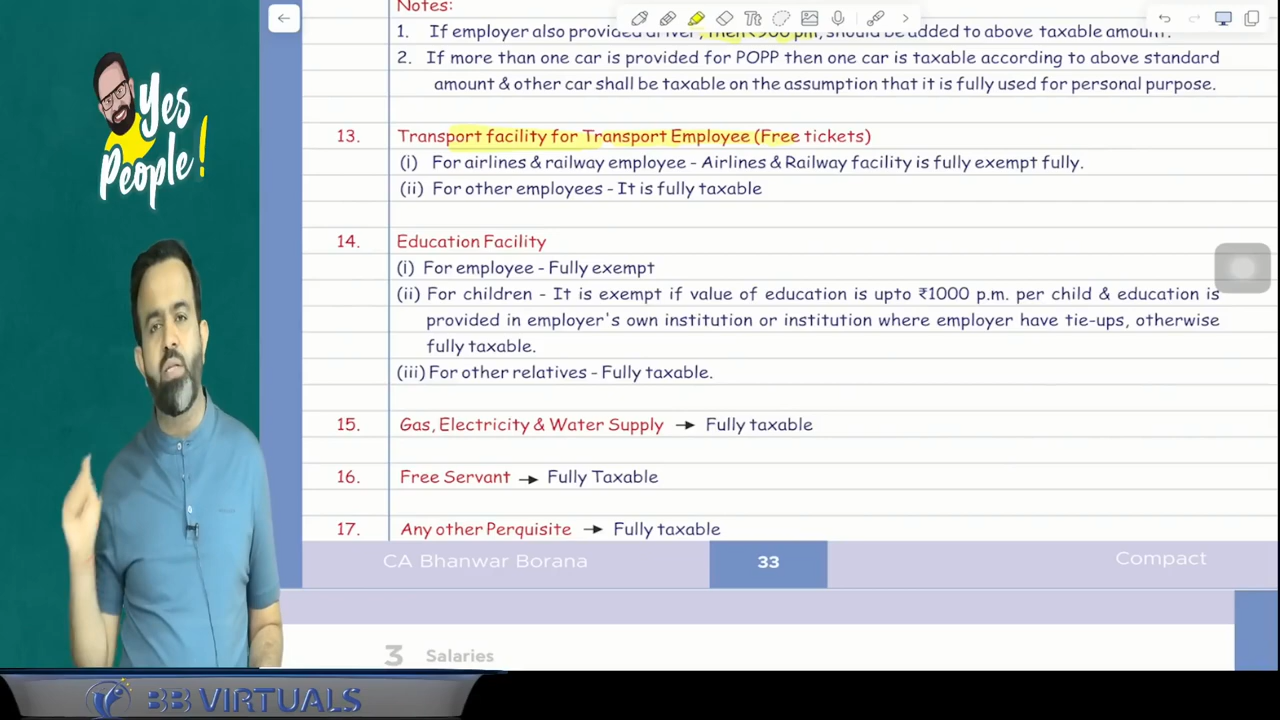 Notes:
1. If employer also provided driver, then ₹900 pm, should be added to above taxable amount.
2. If more than one car is provided for POPP then one car is taxable according to above standard
amount & other car shall be taxable on the assumption that it is fully used for personal purpose.
13. Transport facility for Transport Employee (Free tickets)
(i) For airlines & railway employee - Airlines & Railway facility is fully exempt fully.
(ii) For other employees - It is fully taxable
14. Education Facility
(i) For employee - Fully exempt
(ii) For children - It is exempt if value of education is upto ₹1000 p.m. per child & education is
provided in employer's own institution or institution where employer have tie-ups, otherwise
fully taxable.
(iii) For other relatives - Fully taxable.
15. Gas, Electricity & Water Supply → Fully taxable
16. Free Servant → Fully Taxable
17. Any other Perquisite → Fully taxable
CA Bhanwar Borana 33 Compact
3 Salaries
Yes
People!
BB VIRTUALS